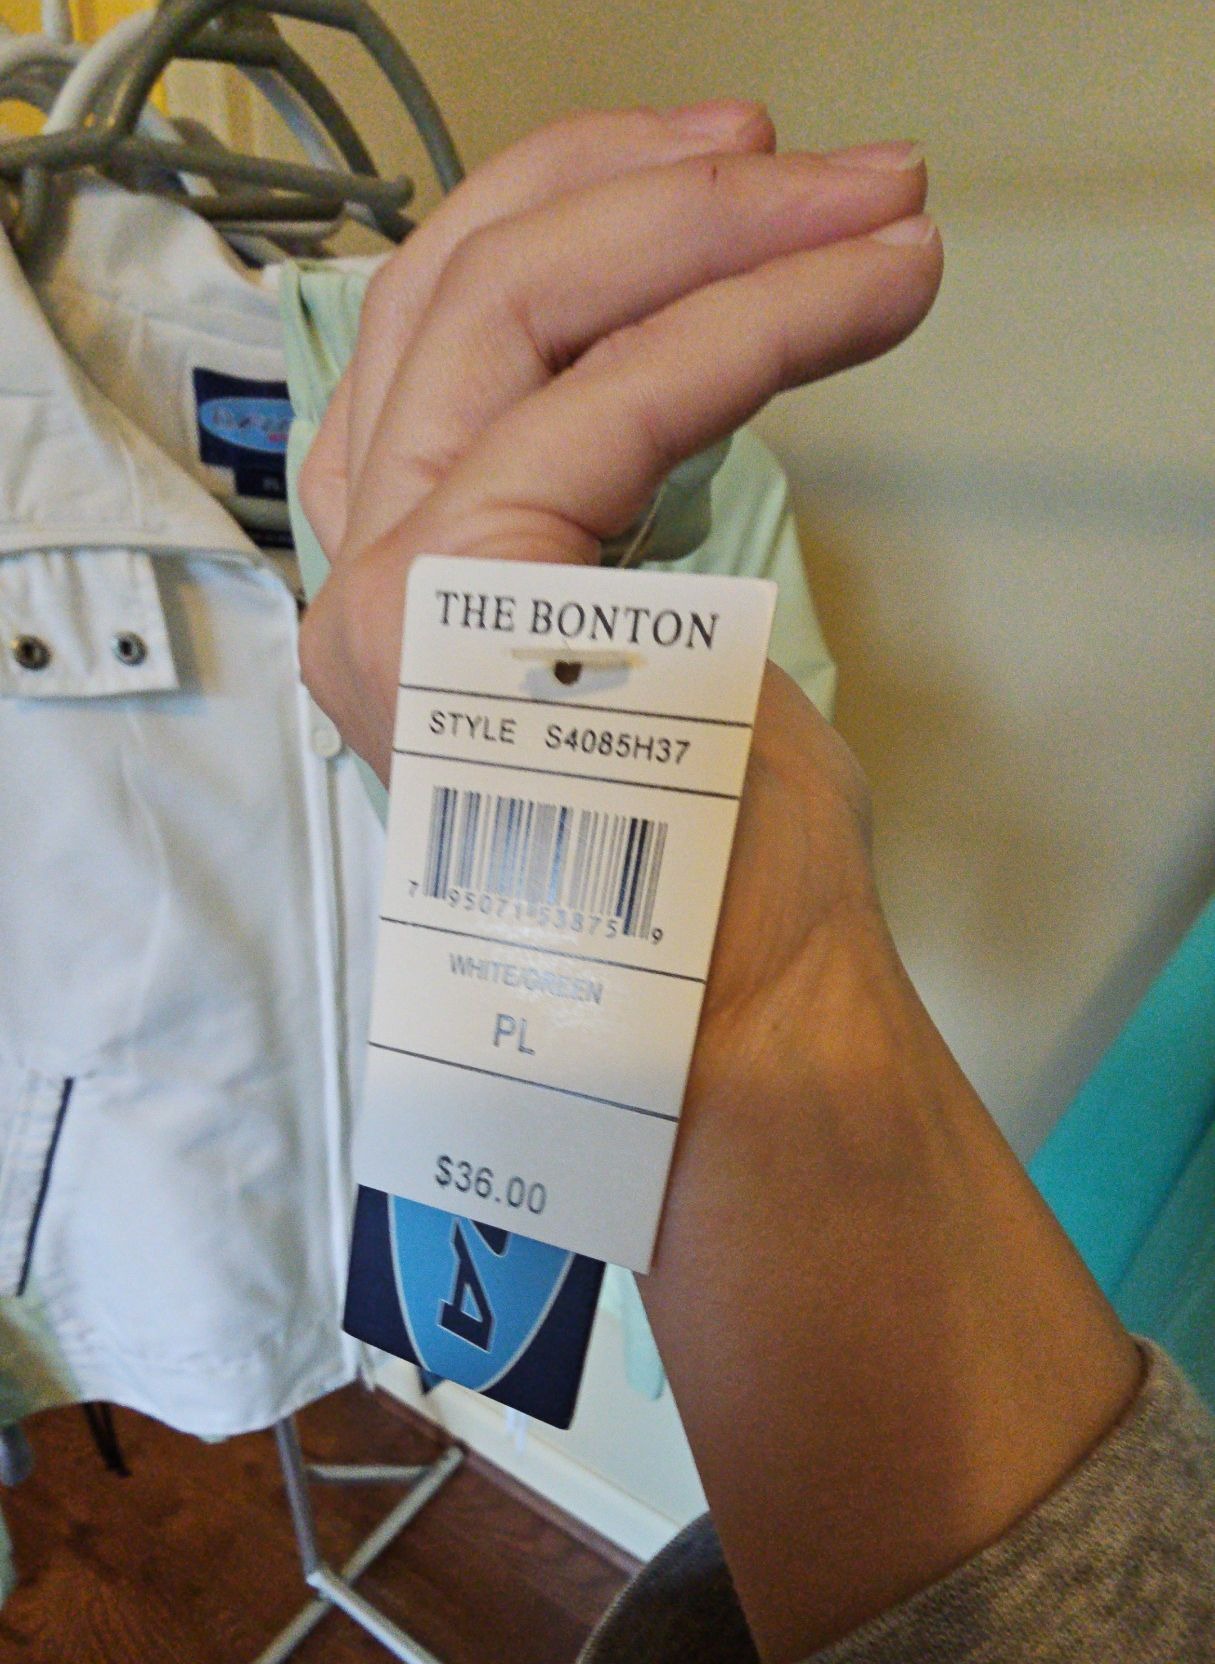 THE BONTON
STYLE S4085H37
7 95071 53875 9
WHITE/GREEN
PL
$36.00